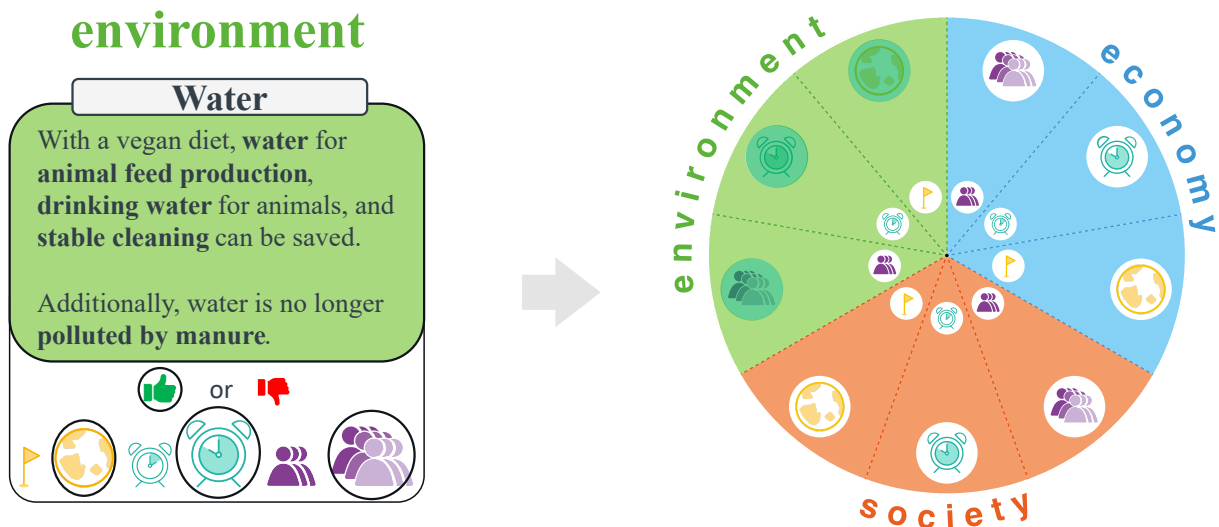 environment
Water
With a vegan diet, water for
animal feed production,
drinking water for animals, and
stable cleaning can be saved.
Additionally, water is no longer
polluted by manure.
or
environment
economy
society